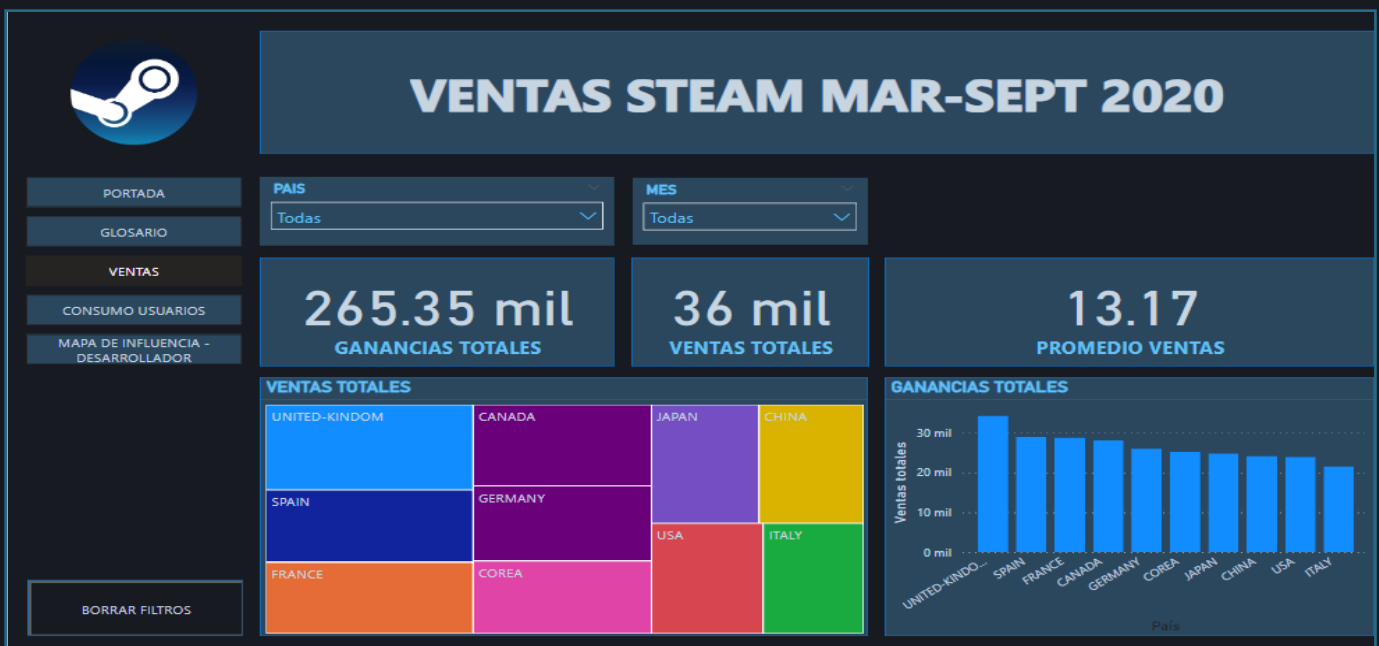 VENTAS STEAM MAR-SEPT 2020
PORTADA
GLOSARIO
VENTAS
CONSUMO USUARIOS
MAPA DE INFLUENCIA -
DESARROLLADOR
BORRAR FILTROS
PAIS
Todas
MES
Todas
265.35 mil
GANANCIAS TOTALES
36 mil
VENTAS TOTALES
13.17
PROMEDIO VENTAS
VENTAS TOTALES
UNITED-KINDOM
SPAIN
FRANCE
CANADA
GERMANY
COREA
JAPAN
CHINA
USA
ITALY
GANANCIAS TOTALES
Ventas totales
30 mil
20 mil
10 mil
0 mil
UNITED-KINDO...
SPAIN
FRANCE
CANADA
GERMANY
COREA
JAPAN
CHINA
USA
ITALY
País